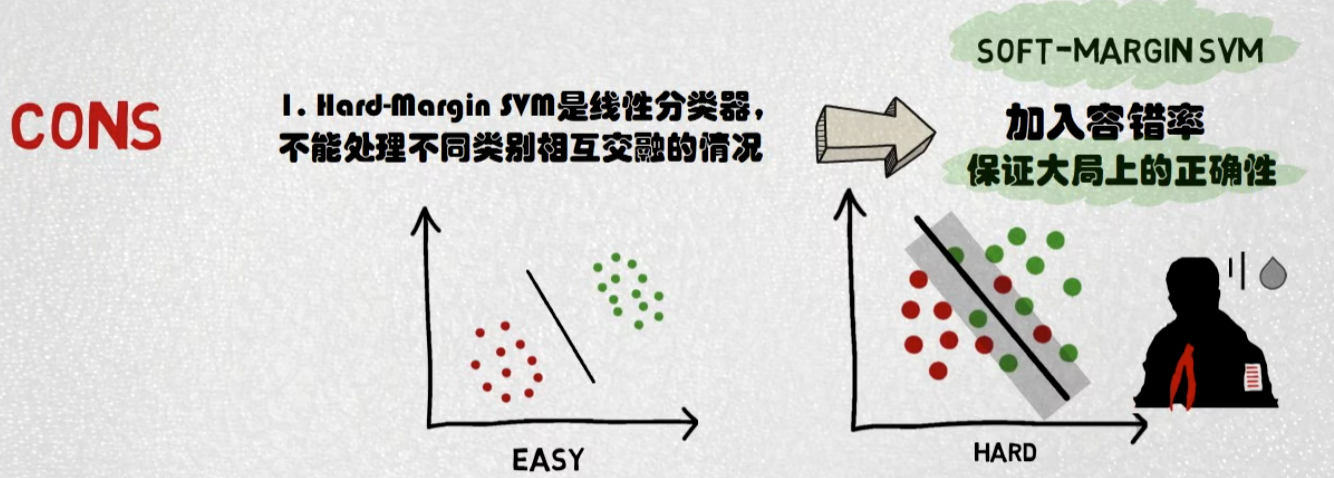 CONS
1. Hard-Margin SVM是线性分类器，
不能处理不同类别相互交融的情况
SOFT-MARGIN SVM
加入容错率
保证大局上的正确性
EASY
HARD